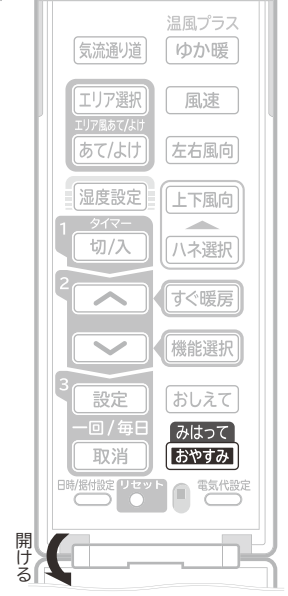 温風プラス
気流通り道 ゆか暖
エリア選択 風速
エリア風あて/よけ
あて/よけ 左右風向
湿度設定 上下風向
1 タイマー
切/入 ハネ選択
2 すぐ暖房
機能選択
3
設定 おしえて
一回/毎日 みはって
取消 おやすみ
日時/据付設定 リセット 電気代設定
開ける